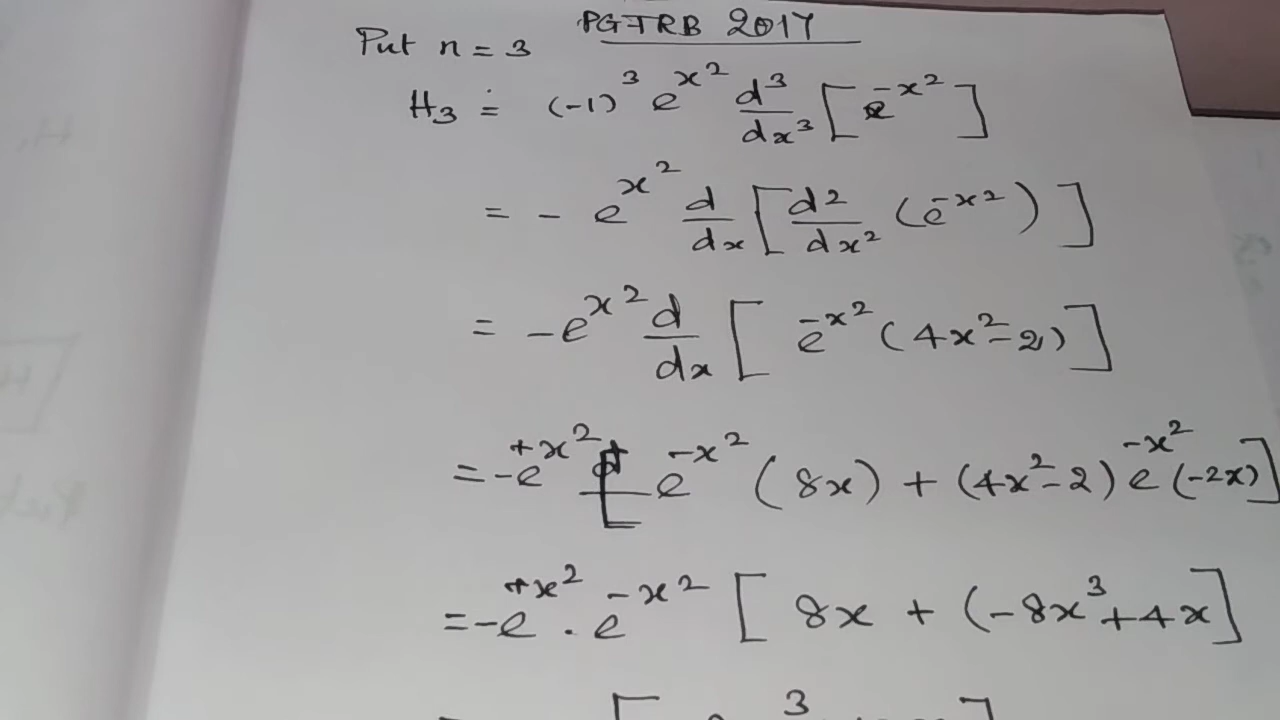 PGTRB 2017
Put n = 3
H₃ = (-1)³ e^x² d³/dx³ [e^-x²]
= - e^x² d/dx [d²/dx² (e^-x²)]
= -e^x² d/dx [e^-x² (4x²-2)]
= -e^+x² [e^-x² (8x) + (4x²-2) e^-x² (-2x)]
= -e^+x² . e^-x² [8x + (-8x³+4x]